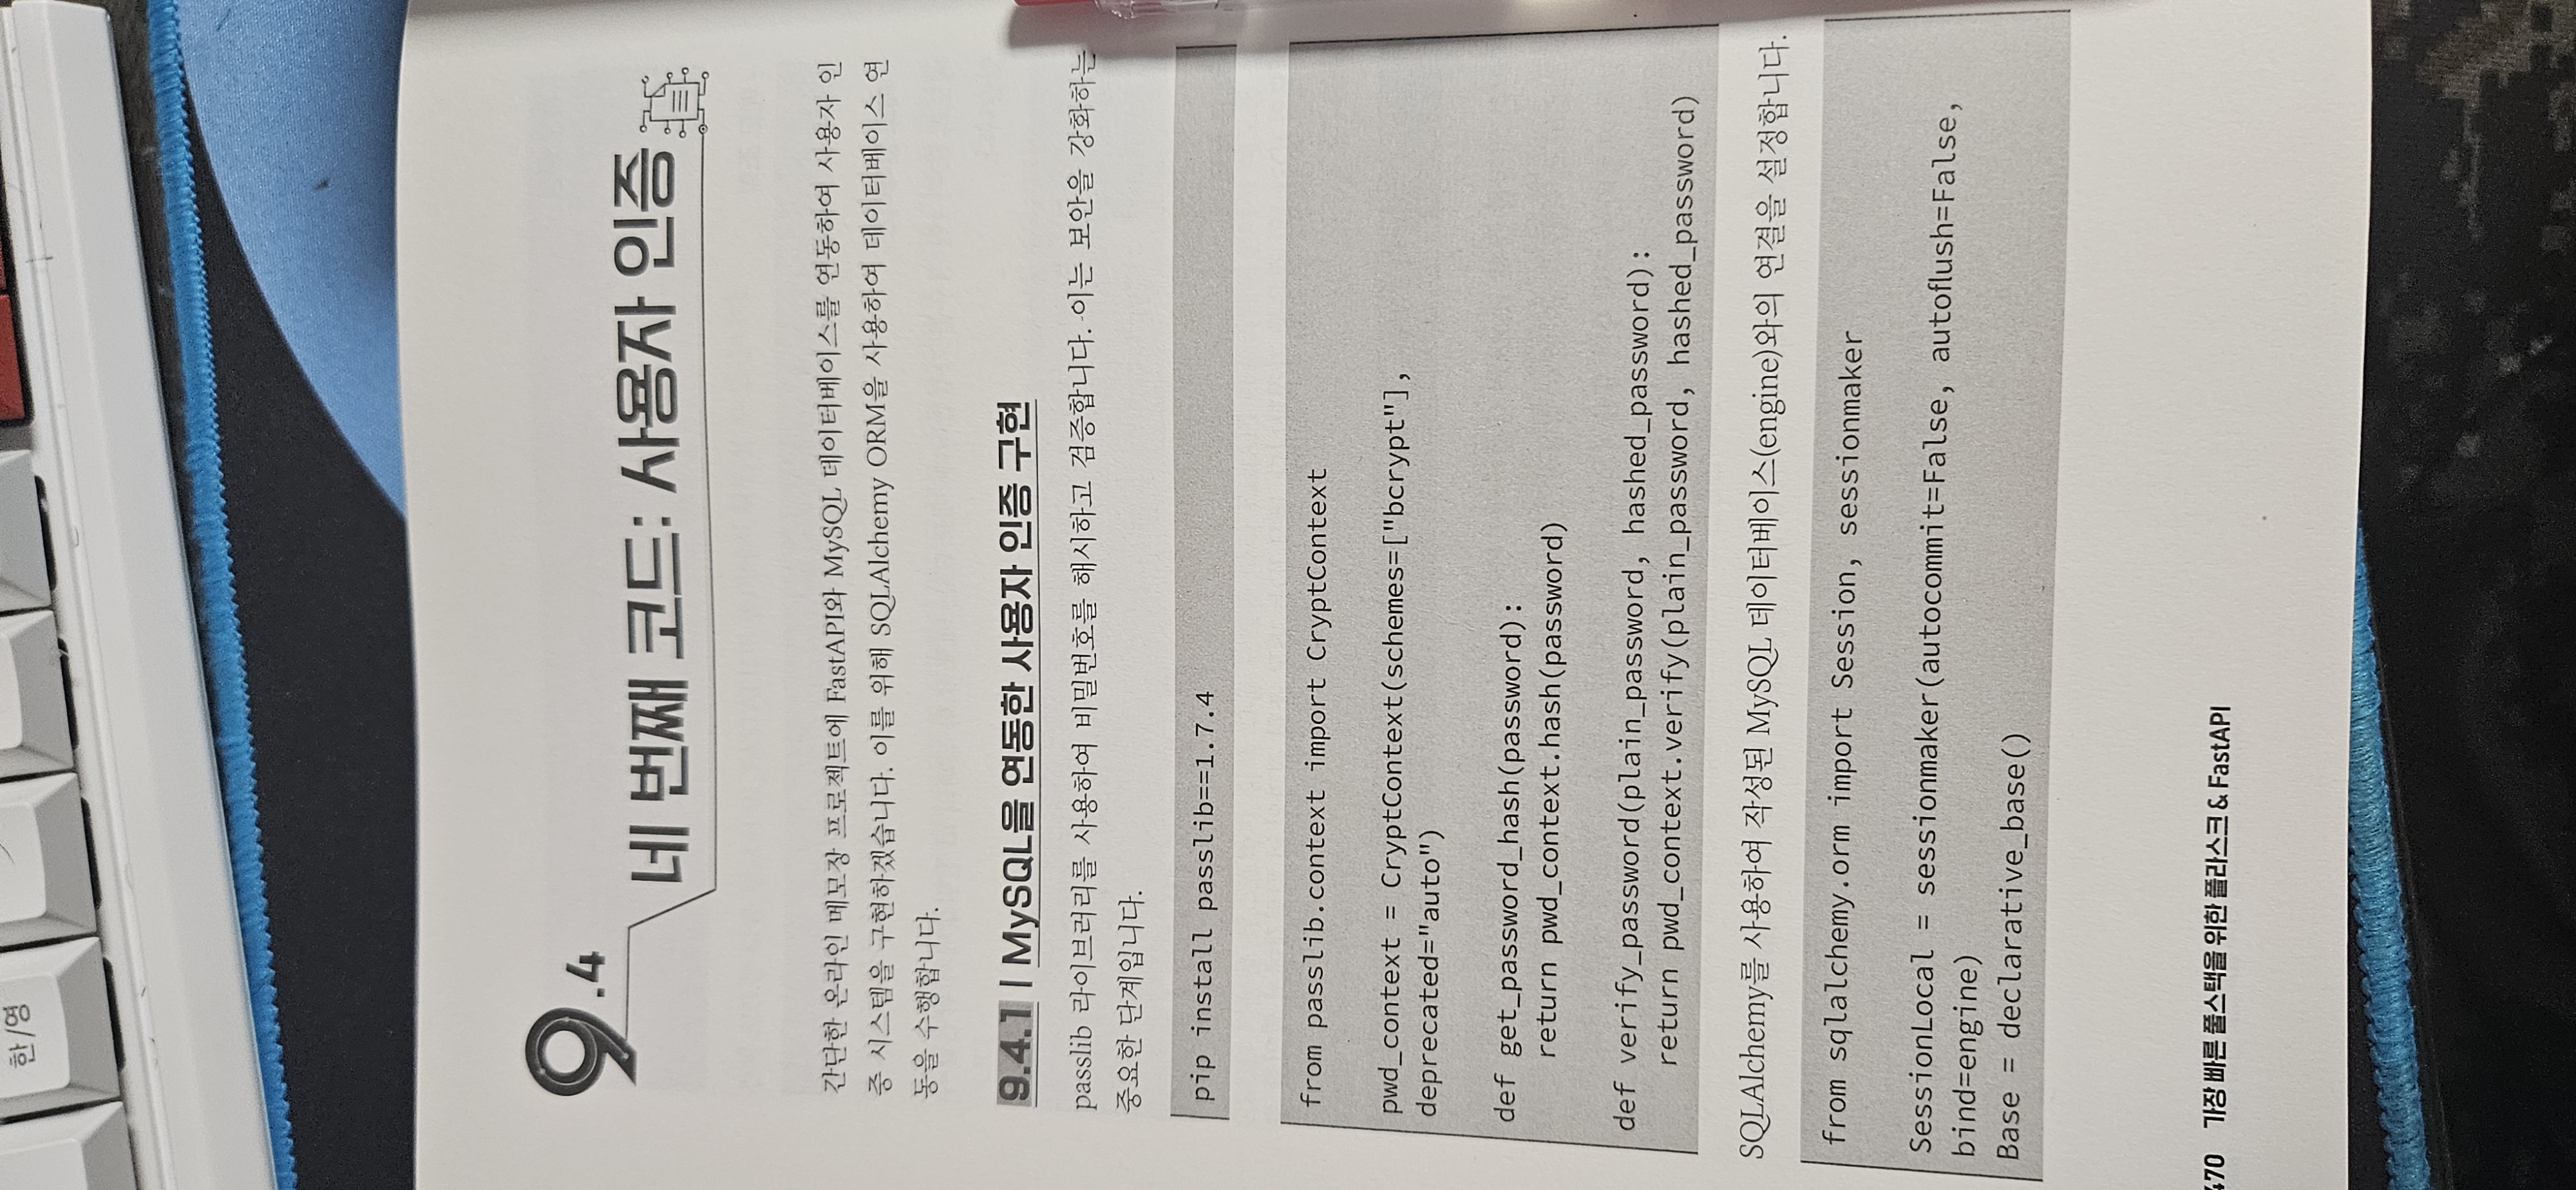 한/영
9.4
네 번째 코드: 사용자 인증
간단한 온라인 메모장 프로젝트에 FastAPI와 MySQL 데이터베이스를 연동하여 사용자 인
증 시스템을 구현하겠습니다. 이를 위해 SQLAlchemy ORM을 사용하여 데이터베이스 연
동을 수행합니다.
9.4.1 | MySQL을 연동한 사용자 인증 구현
passlib 라이브러리를 사용하여 비밀번호를 해시하고 검증합니다. 이는 보안을 강화하는
중요한 단계입니다.
pip install passlib==1.7.4
from passlib.context import CryptContext
pwd_context = CryptContext(schemes=["bcrypt"],
deprecated="auto")
def get_password_hash(password):
    return pwd_context.hash(password)
def verify_password(plain_password, hashed_password):
    return pwd_context.verify(plain_password, hashed_password)
SQLAlchemy를 사용하여 작성된 MySQL 데이터베이스(engine)와의 연결을 설정합니다.
from sqlalchemy.orm import Session, sessionmaker
SessionLocal = sessionmaker(autocommit=False, autoflush=False,
bind=engine)
Base = declarative_base()
470 가장 빠른 풀스택을 위한 플라스크 & FastAPI